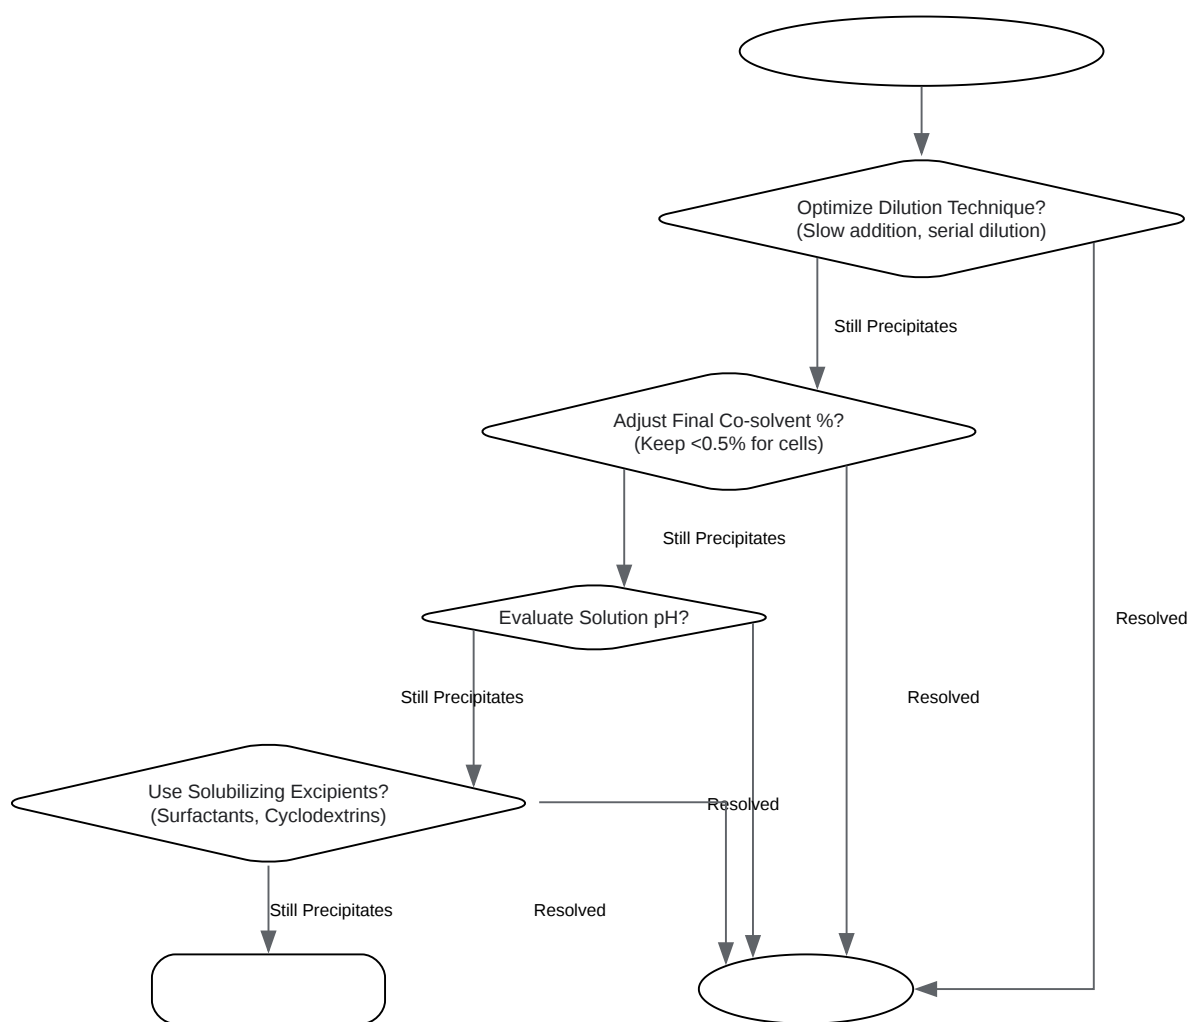 Optimize Dilution Technique?
(Slow addition, serial dilution)
Still Precipitates
Adjust Final Co-solvent %?
(Keep <0.5% for cells)
Still Precipitates
Evaluate Solution pH?
Resolved
Still Precipitates
Resolved
Use Solubilizing Excipients?
(Surfactants, Cyclodextrins)
Resolved
Still Precipitates
Resolved